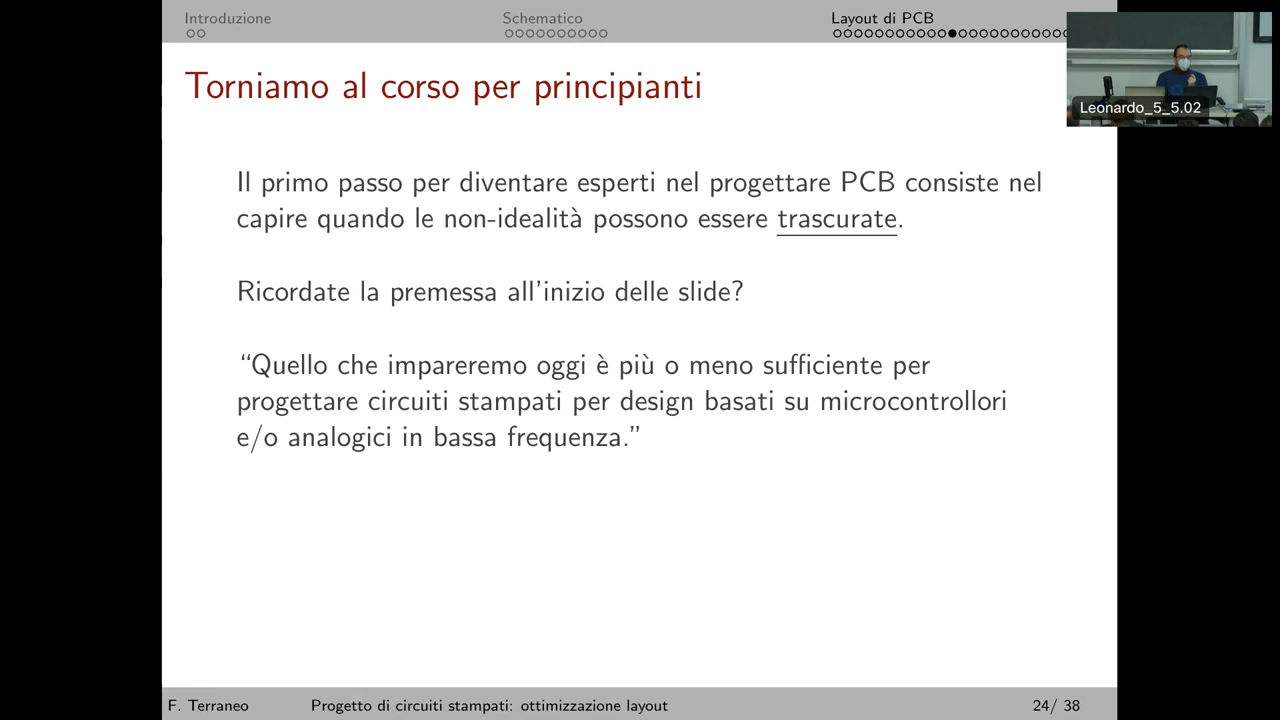 Introduzione
Schematico
Layout di PCB
Leonardo_5_5.02
Torniamo al corso per principianti
Il primo passo per diventare esperti nel progettare PCB consiste nel
capire quando le non-idealità possono essere trascurate.
Ricordate la premessa all'inizio delle slide?
“Quello che impareremo oggi è più o meno sufficiente per
progettare circuiti stampati per design basati su microcontrollori
e/o analogici in bassa frequenza.”
F. Terraneo
Progetto di circuiti stampati: ottimizzazione layout
24/ 38